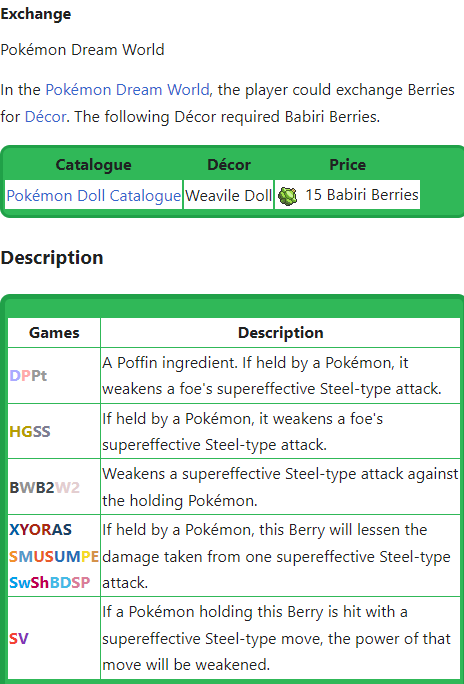 Exchange
Pokémon Dream World
In the Pokémon Dream World, the player could exchange Berries
for Décor. The following Décor required Babiri Berries.
Catalogue Décor Price
Pokémon Doll Catalogue Weavile Doll 15 Babiri Berries
Description
Games Description
DPPt
A Poffin ingredient. If held by a Pokémon, it
weakens a foe's supereffective Steel-type attack.
HGSS
If held by a Pokémon, it weakens a foe's
supereffective Steel-type attack.
BWB2W2
Weakens a supereffective Steel-type attack against
the holding Pokémon.
XYORAS
SMUSUMPE
SwShBDSP
If held by a Pokémon, this Berry will lessen the
damage taken from one supereffective Steel-type
attack.
SV
If a Pokémon holding this Berry is hit with a
supereffective Steel-type move, the power of that
move will be weakened.